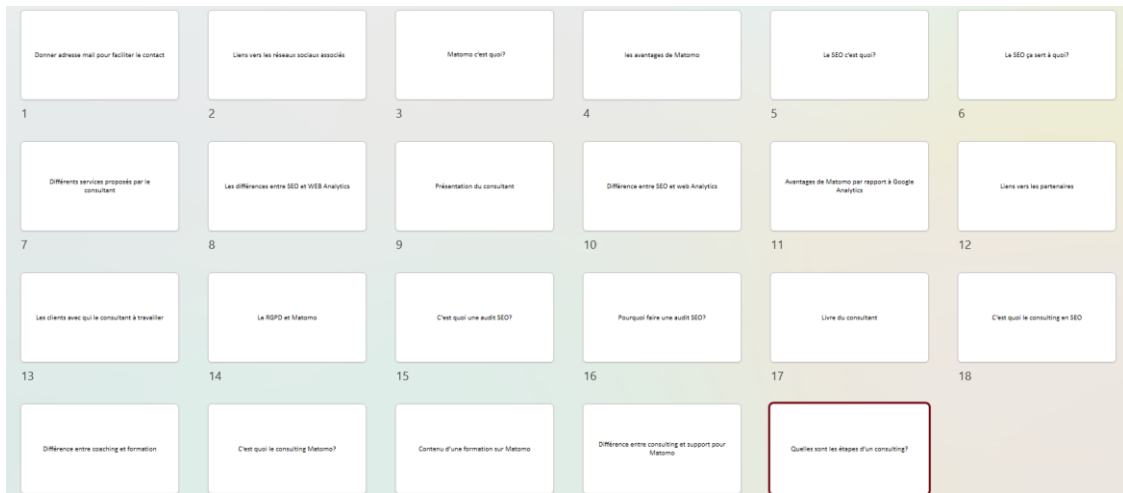 Donner adresse mail pour faciliter le contact
Liens vers les réseaux sociaux associés
Matomo c'est quoi?
les avantages de Matomo
Le SEO c'est quoi?
Le SEO ça sert à quoi?
1
2
3
4
5
6
Différents services proposés par le
consultant
Les différences entre SEO et WEB Analytics
Présentation du consultant
Différence entre SEO et web Analytics
Avantages de Matomo par rapport à Google
Analytics
Liens vers les partenaires
7
8
9
10
11
12
Les clients avec qui le consultant à travailler
Le RGPD et Matomo
C'est quoi une audit SEO?
Pourquoi faire une audit SEO?
Livre du consultant
C'est quoi le consulting en SEO
13
14
15
16
17
18
Différence entre coaching et formation
C'est quoi le consulting Matomo?
Contenu d'une formation sur Matomo
Différence entre consulting et support pour
Matomo
Quelles sont les étapes d'un consulting?